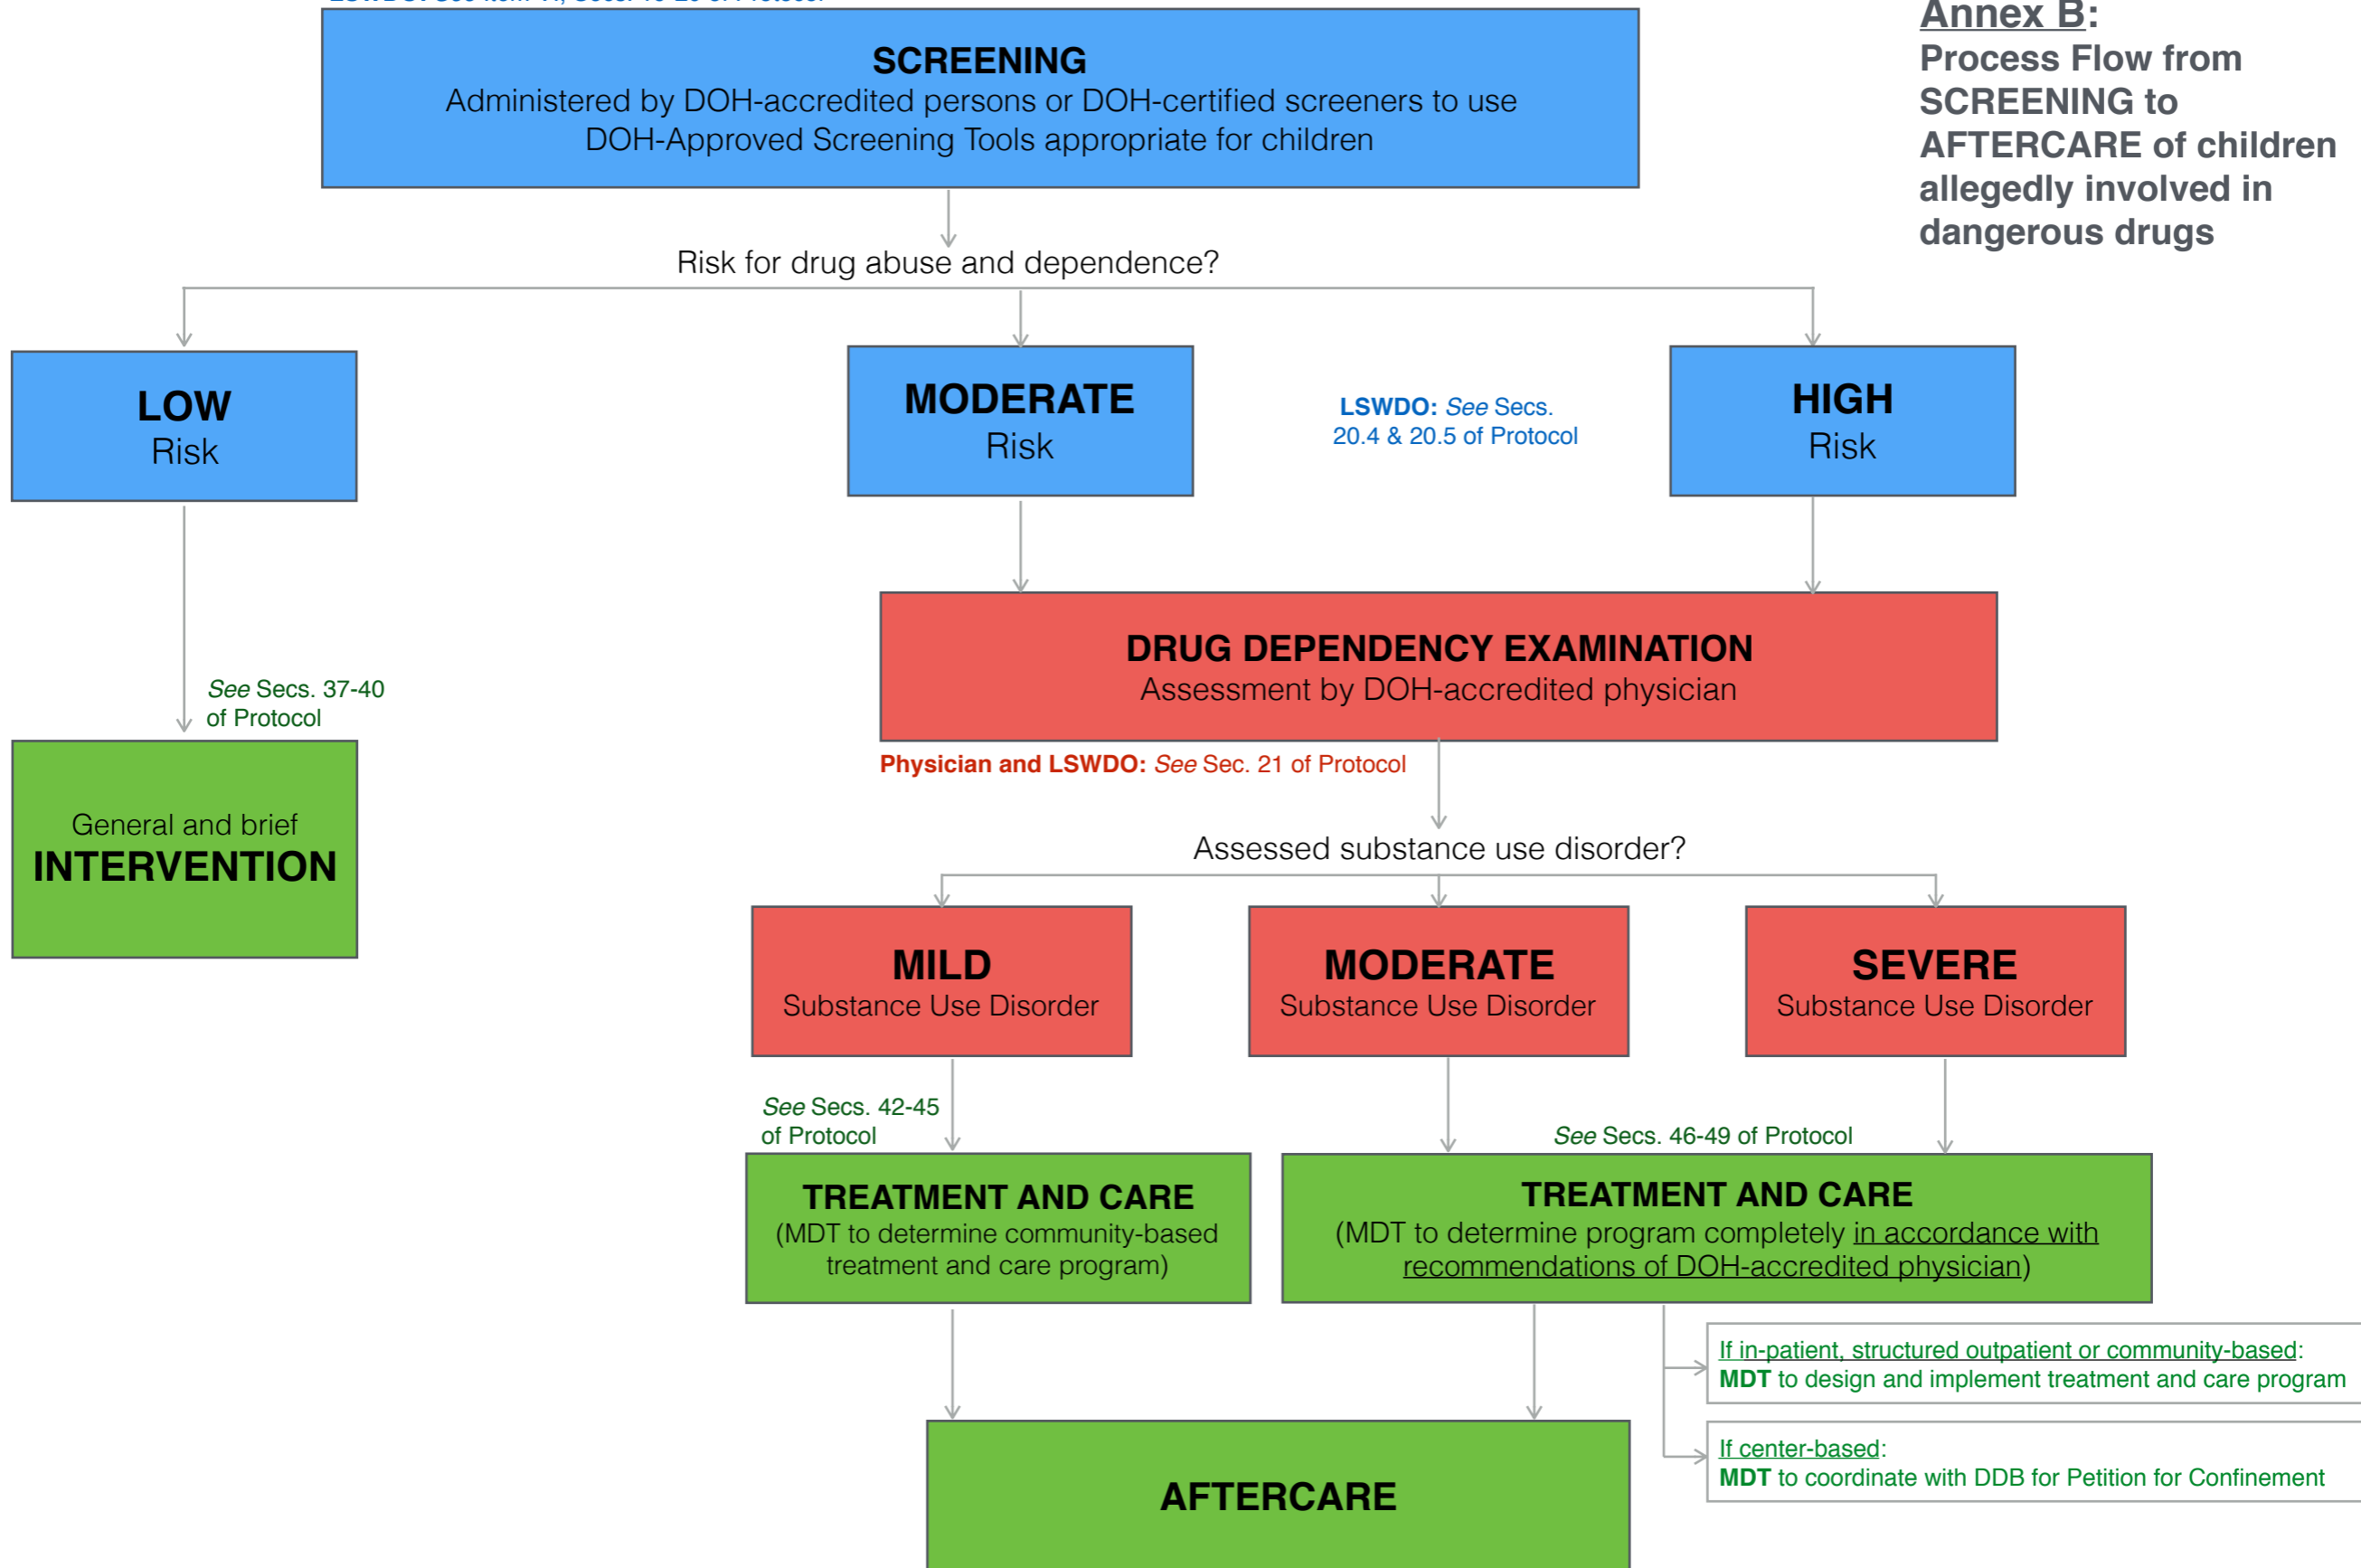 Annex B:
Process Flow from
SCREENING to
AFTERCARE of children
allegedly involved in
dangerous drugs
SCREENING
Administered by DOH-accredited persons or DOH-certified screeners to use
DOH-Approved Screening Tools appropriate for children
Risk for drug abuse and dependence?
LOW
Risk
MODERATE
Risk
LSWDO: See Secs.
20.4 & 20.5 of Protocol
HIGH
Risk
See Secs. 37-40
of Protocol
General and brief
INTERVENTION
DRUG DEPENDENCY EXAMINATION
Assessment by DOH-accredited physician
Physician and LSWDO: See Sec. 21 of Protocol
Assessed substance use disorder?
MILD
Substance Use Disorder
MODERATE
Substance Use Disorder
SEVERE
Substance Use Disorder
See Secs. 42-45
of Protocol
See Secs. 46-49 of Protocol
TREATMENT AND CARE
(MDT to determine community-based
treatment and care program)
TREATMENT AND CARE
(MDT to determine program completely in accordance with
recommendations of DOH-accredited physician)
If in-patient, structured outpatient or community-based:
MDT to design and implement treatment and care program
If center-based:
MDT to coordinate with DDB for Petition for Confinement
AFTERCARE